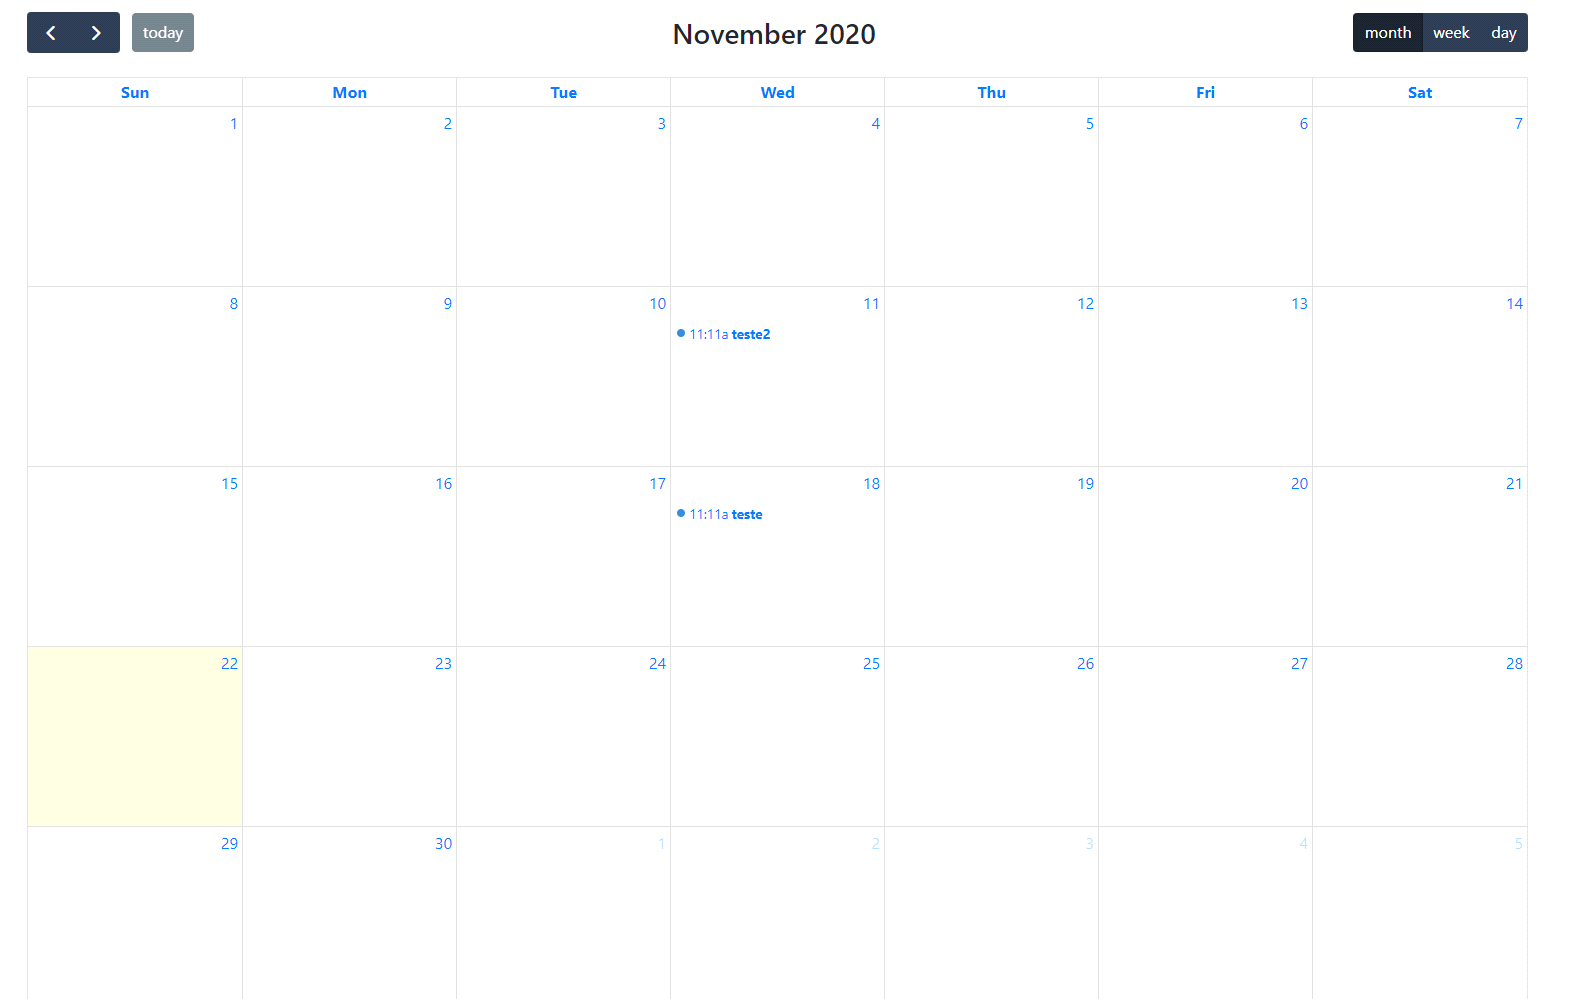 today November 2020 month week day
Sun Mon Tue Wed Thu Fri Sat
1 2 3 4 5 6 7
8 9 10 11 12 13 14
11:11a teste2
15 16 17 18 19 20 21
11:11a teste
22 23 24 25 26 27 28
29 30 1 2 3 4 5